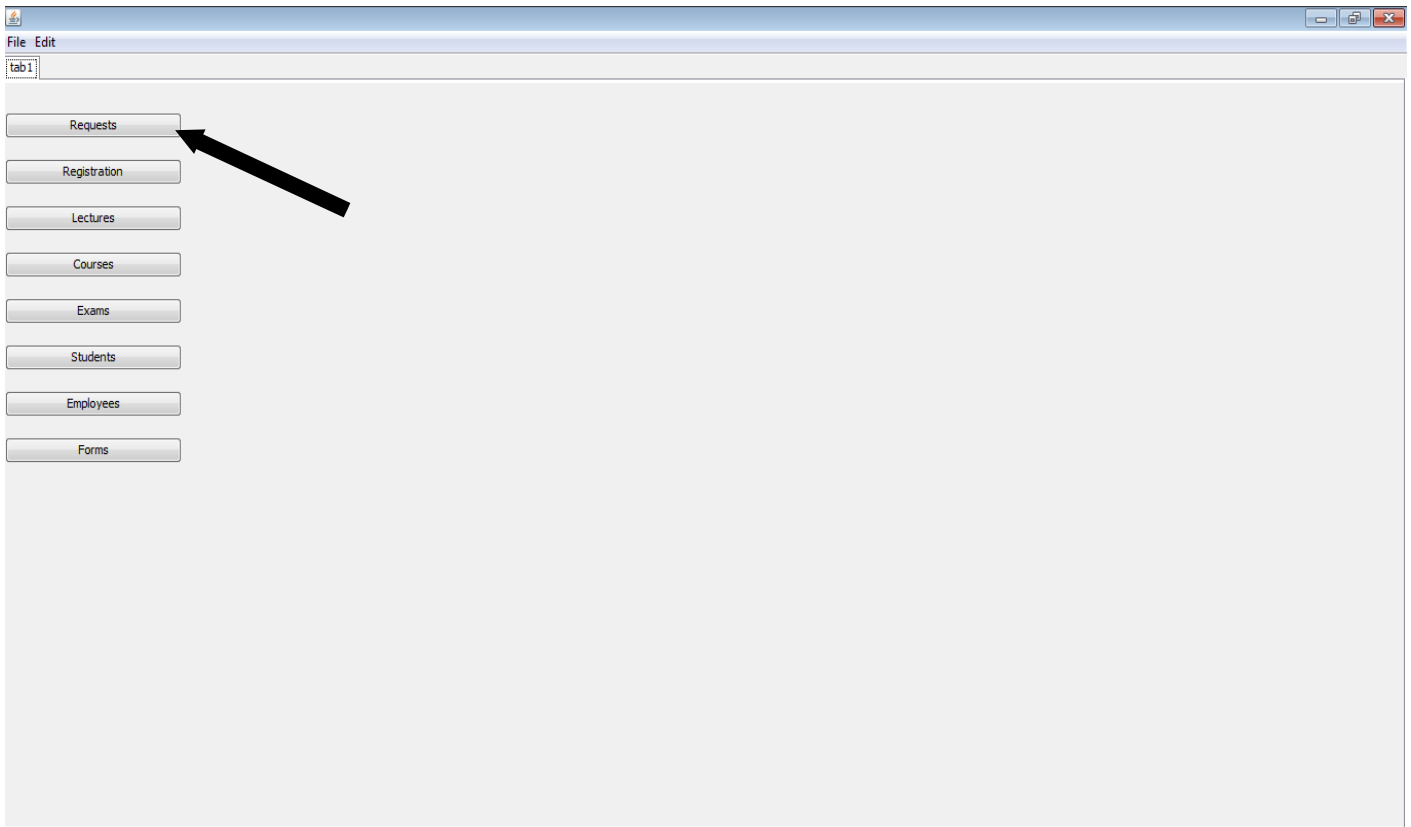 File Edit
tab1
Requests
Registration
Lectures
Courses
Exams
Students
Employees
Forms